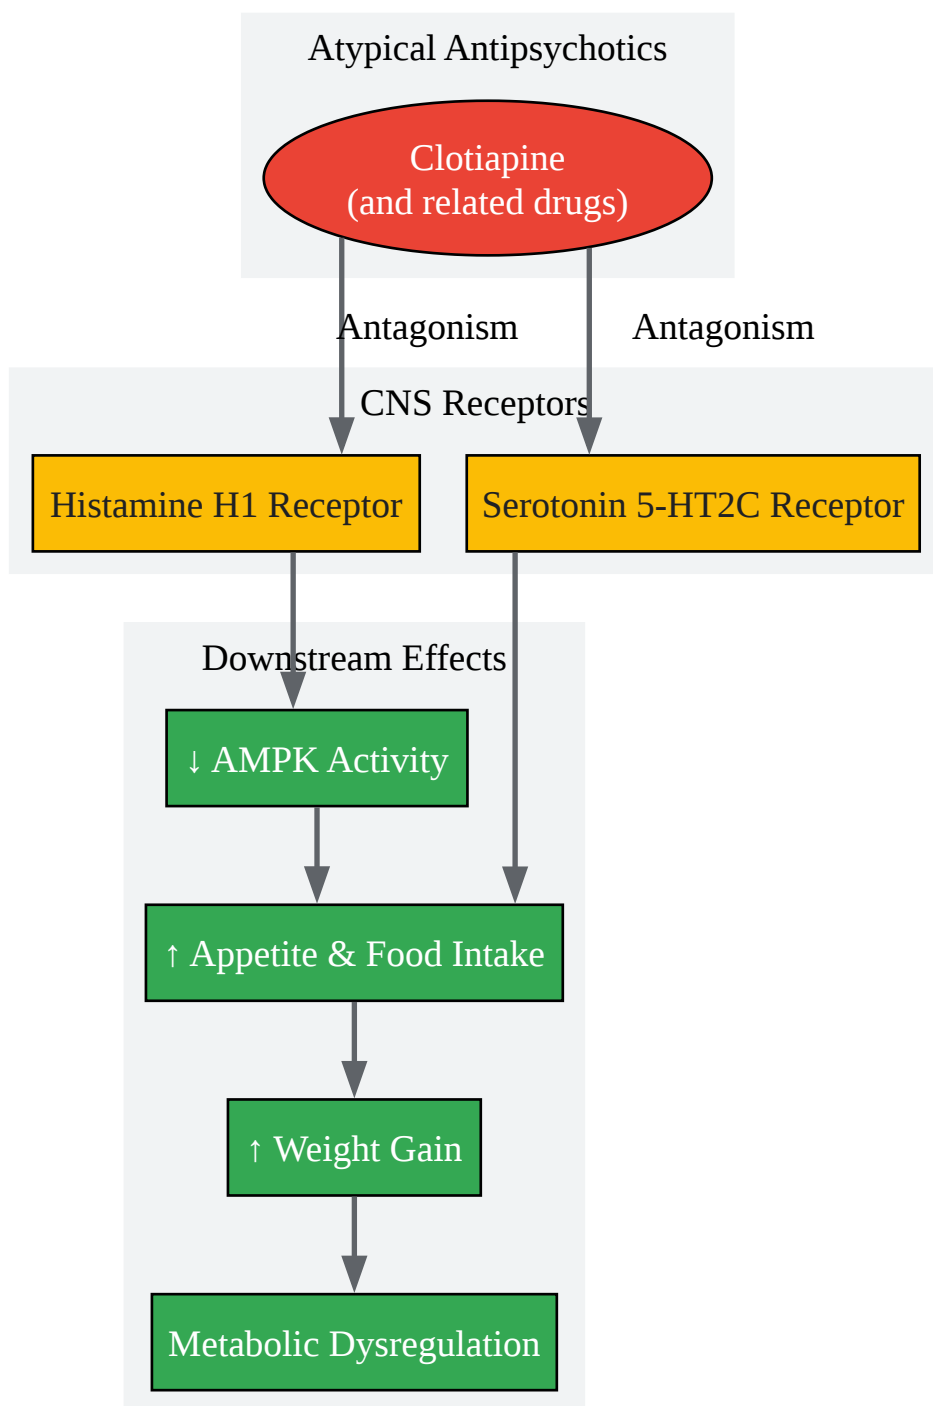 Atypical Antipsychotics
Clotiapine
(and related drugs)
Antagonism
Antagonism
CNS Receptors
Histamine H1 Receptor
Serotonin 5-HT2C Receptor
Downstream Effects
↓ AMPK Activity
↑ Appetite & Food Intake
↑ Weight Gain
Metabolic Dysregulation